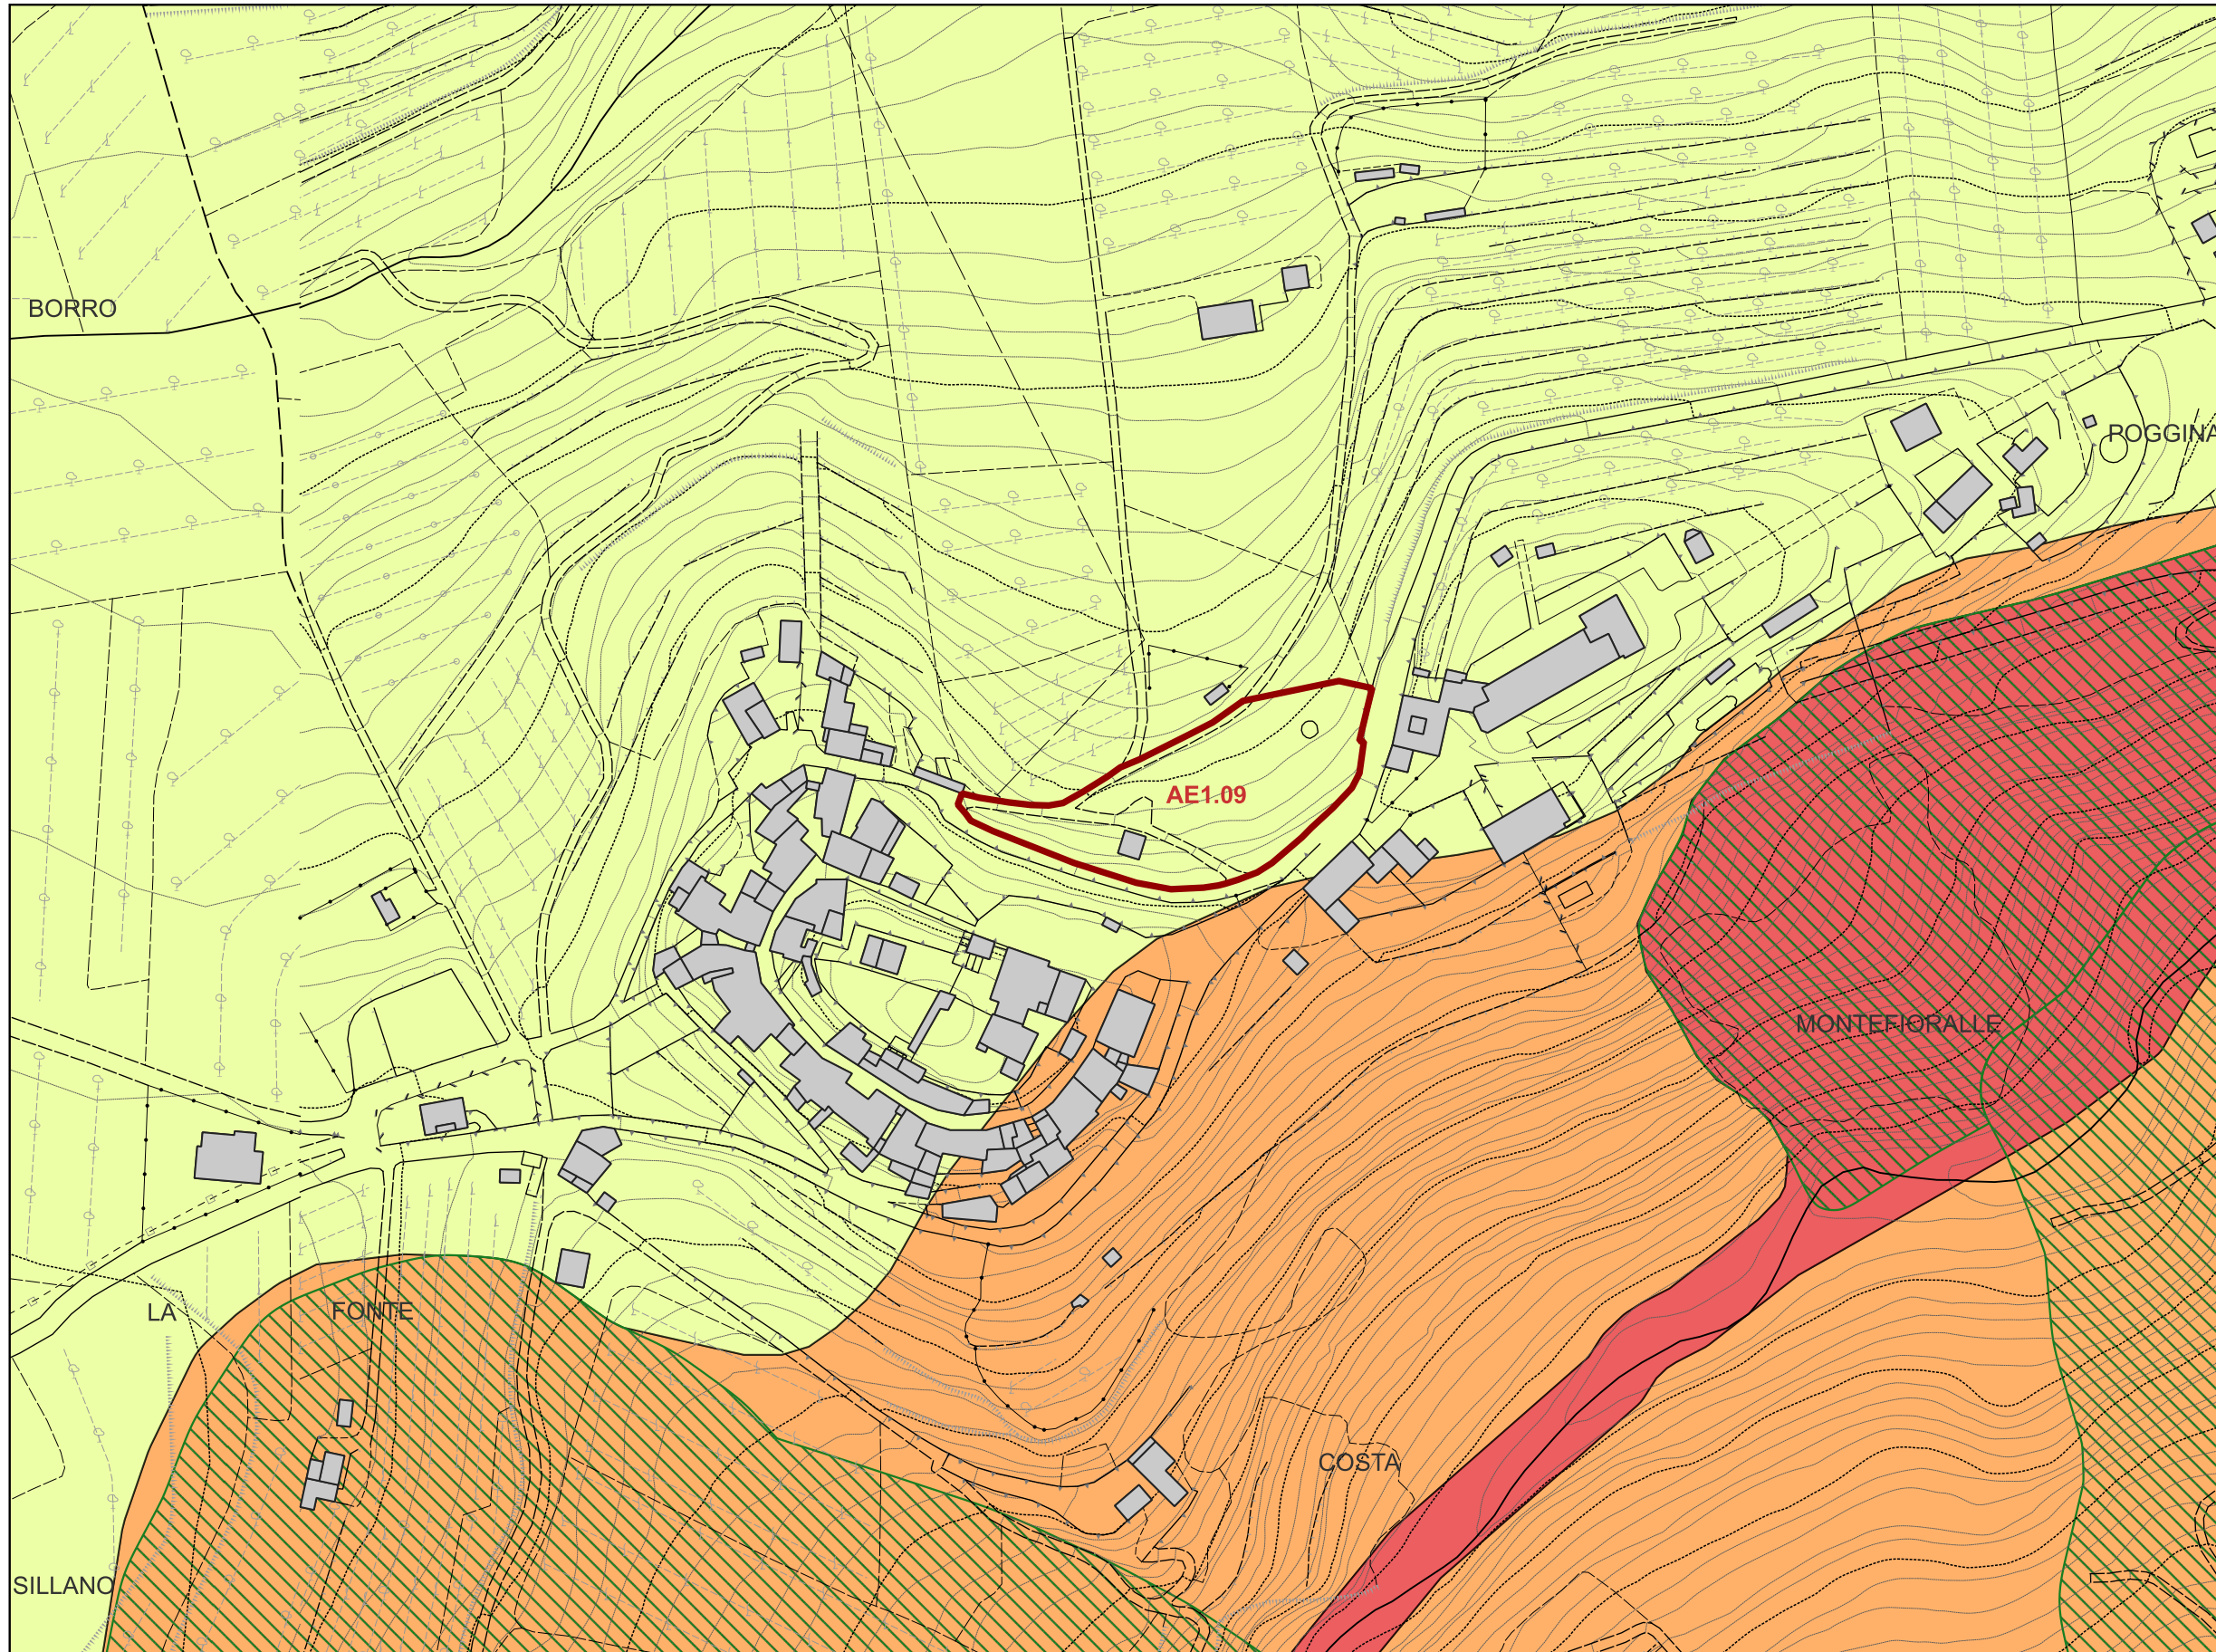 BORRO
POGGINA
AE1.09
MONTEFIORALLE
LA FONTE
COSTA
SILLANO